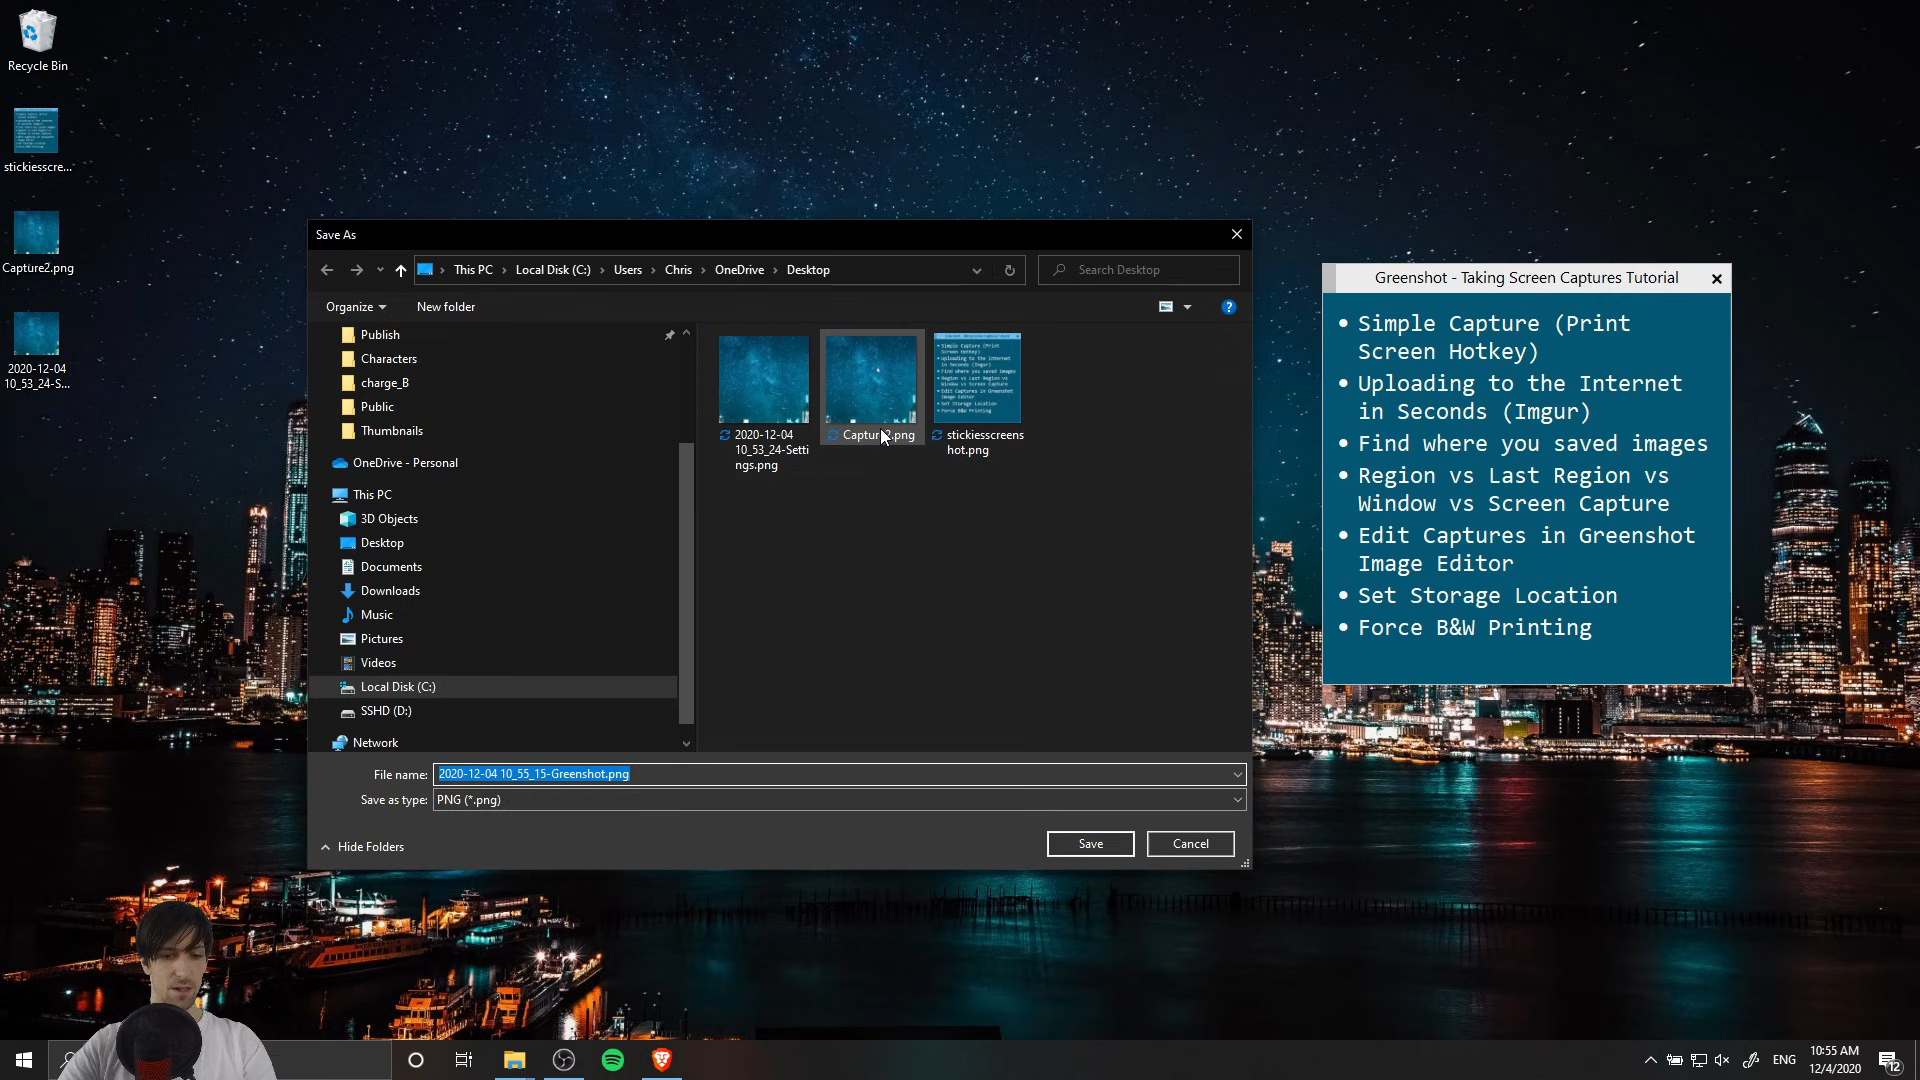 Recycle Bin
stickiesscre...
Capture2.png
2020-12-04
10_53_24-S...
Save As
This PC
Local Disk (C:)
Users
Chris
OneDrive
Desktop
Search Desktop
Organize
New folder
Publish
Characters
charge_B
Public
Thumbnails
OneDrive - Personal
This PC
3D Objects
Desktop
Documents
Downloads
Music
Pictures
Videos
Local Disk (C:)
SSHD (D:)
Network
2020-12-04
10_53_24-Setti
ngs.png
Capture2.png
stickiesscreens
hot.png
File name: 2020-12-04 10_55_15-Greenshot.png
Save as type: PNG (*.png)
Hide Folders
Save
Cancel
Greenshot - Taking Screen Captures Tutorial
• Simple Capture (Print
Screen Hotkey)
• Uploading to the Internet
in Seconds (Imgur)
• Find where you saved images
• Region vs Last Region vs
Window vs Screen Capture
• Edit Captures in Greenshot
Image Editor
• Set Storage Location
• Force B&W Printing
ENG
10:55 AM
12/4/2020
12